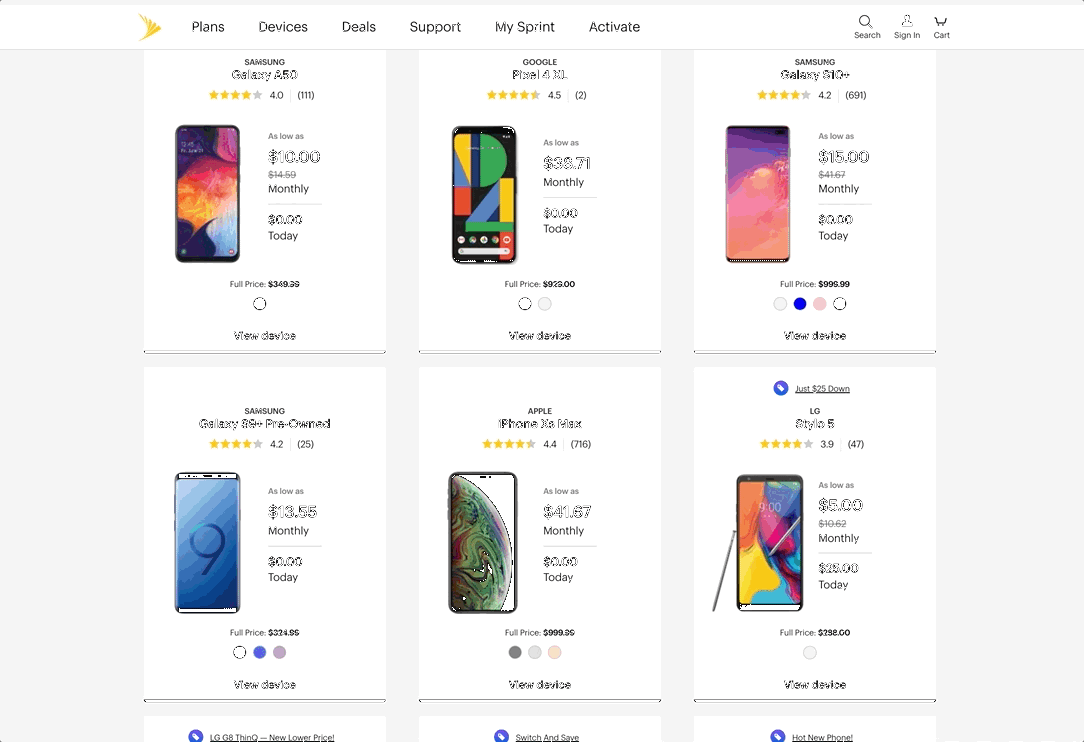 Plans Devices Deals Support My Sprint Activate
Search Sign In Cart
SAMSUNG
Galaxy A50
4.0 (111)
As low as
$10.00
$14.59
Monthly
$0.00
Today
Full Price: $349.99
View device
GOOGLE
Pixel 4 XL
4.5 (2)
As low as
$38.71
Monthly
$0.00
Today
Full Price: $929.00
View device
SAMSUNG
Galaxy S10+
4.2 (691)
As low as
$15.00
$41.67
Monthly
$0.00
Today
Full Price: $999.99
View device
SAMSUNG
Galaxy S9+ Pre-Owned
4.2 (25)
9
As low as
$13.55
Monthly
$0.00
Today
Full Price: $324.99
View device
APPLE
iPhone Xs Max
4.4 (716)
As low as
$41.67
Monthly
$0.00
Today
Full Price: $999.99
View device
Just $25 Down
LG
Stylo 5
3.9 (47)
9:00
As low as
$5.00
$10.62
Monthly
$25.00
Today
Full Price: $288.00
View device
LG G8 ThinQ — New Lower Price!
Switch And Save
Hot New Phone!